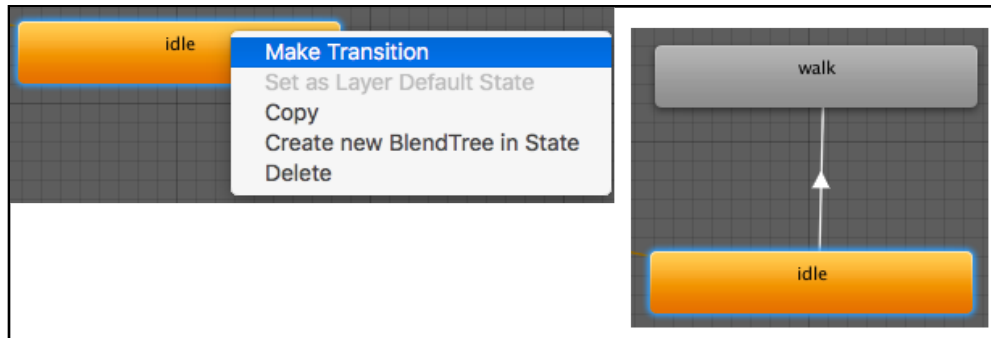 idle
Make Transition
Set as Layer Default State
Copy
Create new BlendTree in State
Delete
walk
idle